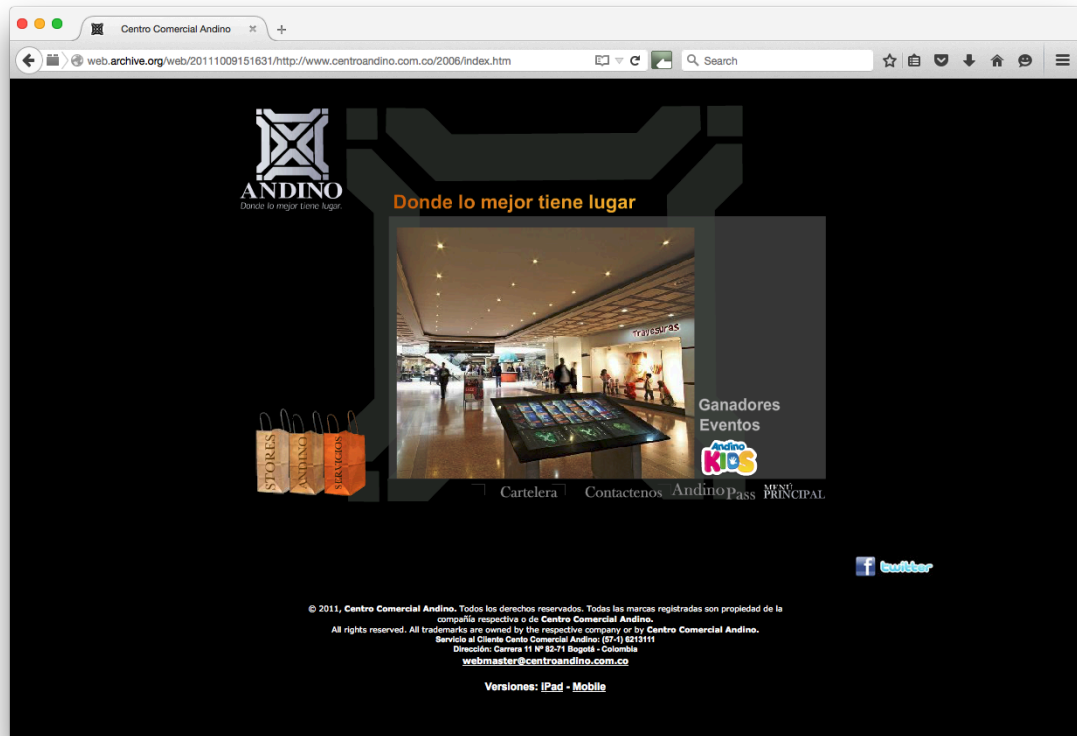 Centro Comercial Andino
web.archive.org/web/20111009151631/http://www.centroandino.com.co/2006/index.htm
Search
ANDINO
Donde lo mejor tiene lugar.
Donde lo mejor tiene lugar
Travesuras
Ganadores
Eventos
Andino
KIDS
STORES
ANDINO
SERVICIOS
Cartelera
Contactenos
Andino Pass
MENÚ
PRINCIPAL
f twitter
© 2011, Centro Comercial Andino. Todos los derechos reservados. Todas las marcas registradas son propiedad de la
compañía respectiva o de Centro Comercial Andino.
All rights reserved. All trademarks are owned by the respective company or by Centro Comercial Andino.
Servicio al Cliente Cento Comercial Andino: (57-1) 6213111
Dirección: Carrera 11 Nº 82-71 Bogotá - Colombia
webmaster@centroandino.com.co
Versiones: iPad - Mobile